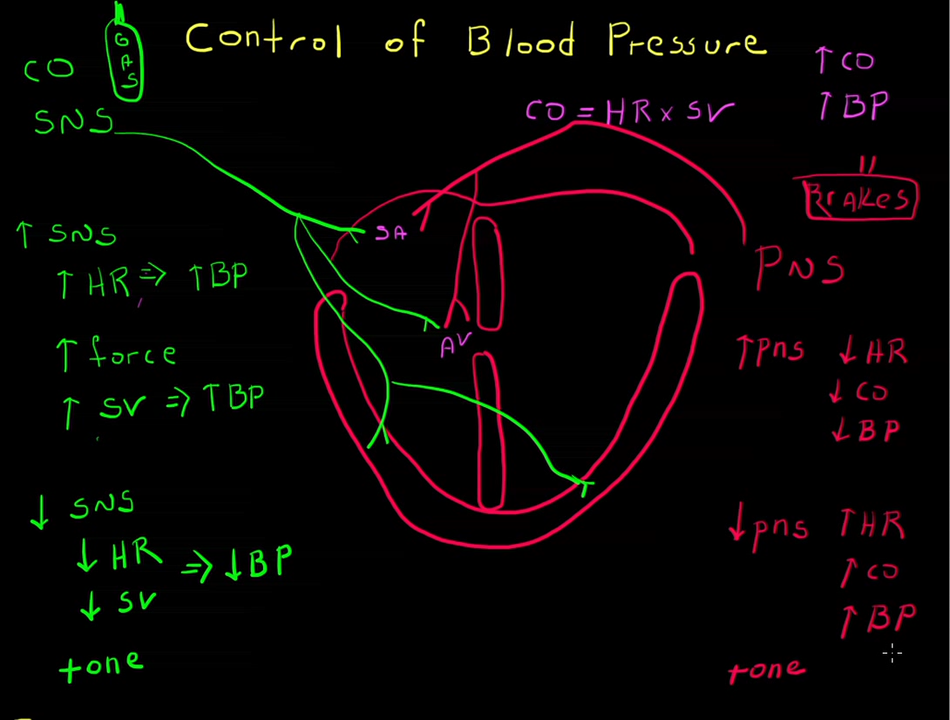 Control of Blood Pressure
GAS
CO
SNS
CO = HR x SV
↑ CO
↑ BP
"
BrAKeS
SA
PNS
AV
↑ SNS
↑ HR => ↑ BP
↑ force
↑ SV => ↑ BP
↓ SNS
↓ HR => ↓ BP
↓ SV
tone
↑ pns ↓ HR
↓ CO
↓ BP
↓ pns ↑ HR
↑ CO
↑ BP
tone